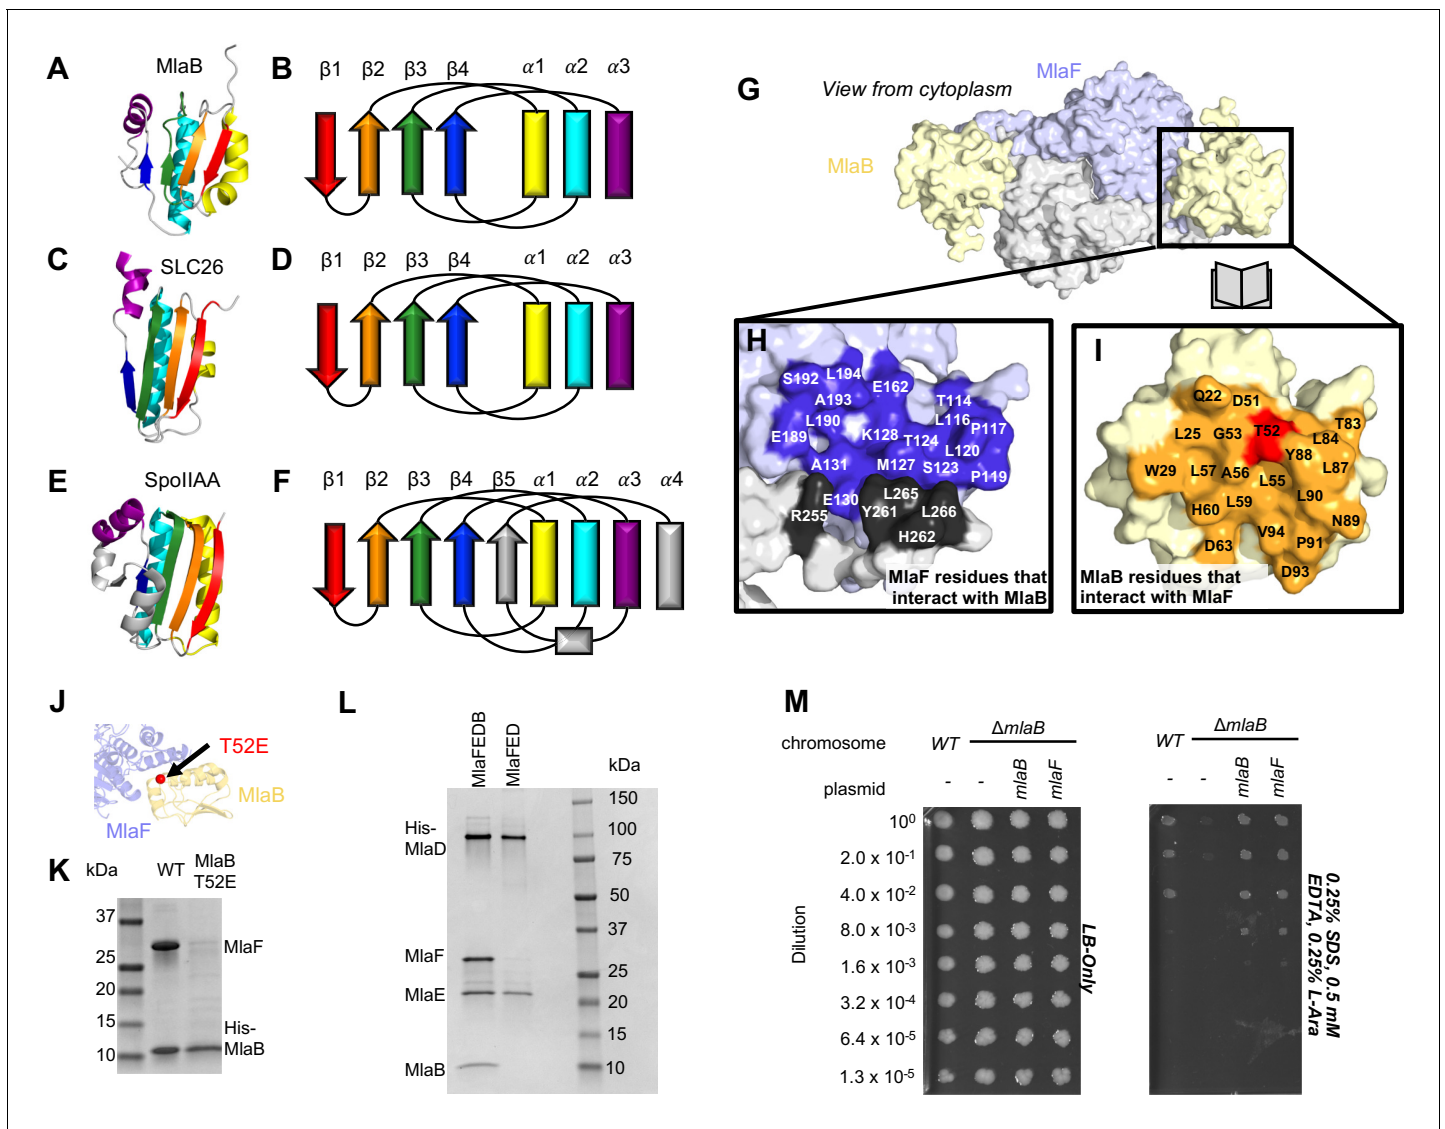 A
MlaB
B
β1 β2 β3 β4 α1 α2 α3
C
SLC26
D
β1 β2 β3 β4 α1 α2 α3
E
SpoIIAA
F
β1 β2 β3 β4 β5 α1 α2 α3 α4
G
View from cytoplasm
MlaF
MlaB
H
S192 L194 E162
A193 T114
L190 L116
E189 K128 T124 P117
L120
A131 M127 S123 P119
E130 L265
R255 Y261 L266
H262
MlaF residues that
interact with MlaB
I
Q22 D51
T83
L25 G53 T52 L84
Y88
W29 L57 A56 L55 L87
H60 L59 L90
N89
D63 V94 P91
D93
MlaB residues that
interact with MlaF
J
T52E
MlaB
MlaF
K
kDa WT MlaB
T52E
37
25
20
15
10
MlaF
His-
MlaB
L
MlaFEDB
MlaFED
kDa
150
100
75
50
37
25
20
15
10
His-
MlaD
MlaF
MlaE
MlaB
M
chromosome WT ΔmlaB
plasmid - - mlaB mlaF
WT ΔmlaB
- - mlaB mlaF
Dilution
10⁰
2.0 x 10⁻¹
4.0 x 10⁻²
8.0 x 10⁻³
1.6 x 10⁻³
3.2 x 10⁻⁴
6.4 x 10⁻⁵
1.3 x 10⁻⁵
LB-Only
0.25% SDS, 0.5 mM
EDTA, 0.25% L-Ara